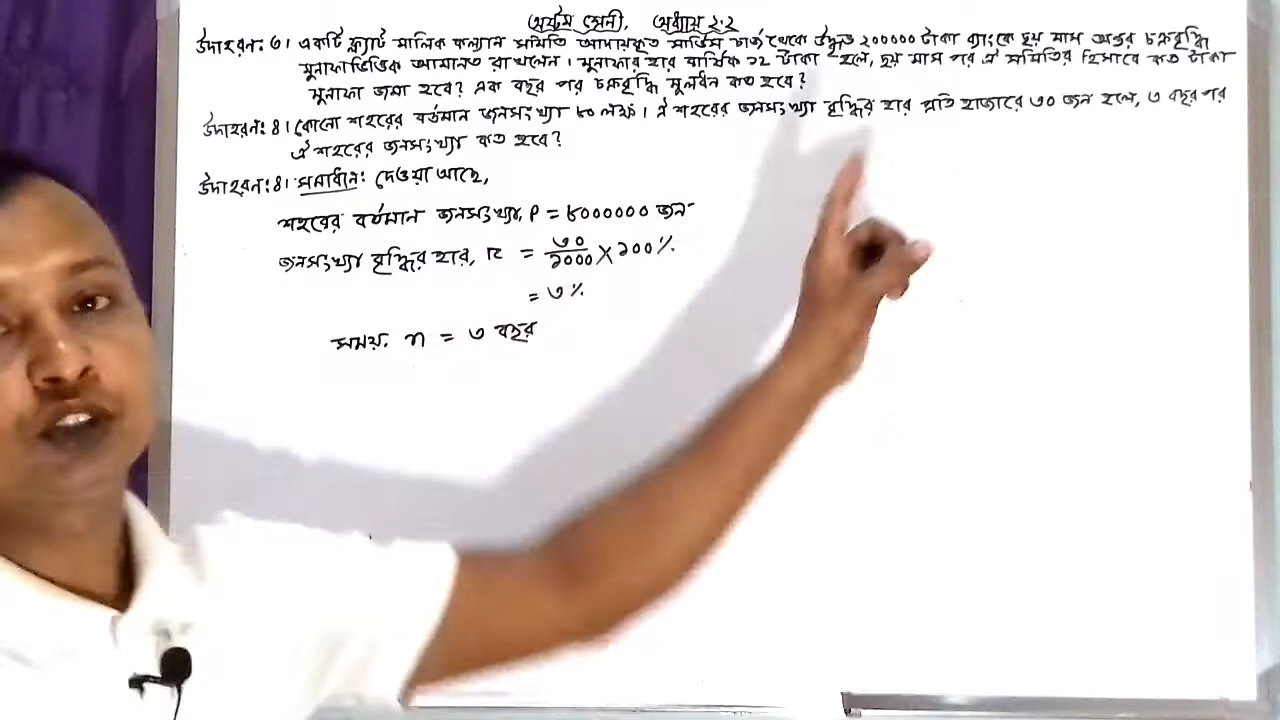 অষ্টম শ্রেনী, অধ্যায় ২.২
উদাহরন: ৩। একটি ফ্ল্যাট মালিক কল্যান সমিতি আদায়কৃত সার্ভিস চার্জ থেকে উদ্ধৃত ২০০০০০ টাকা ব্যাংকে ছয় মাস অন্তর চক্রবৃদ্ধি
মুনাফাভিত্তিক আমানত রাখলেন। মুনাফার হার বার্ষিক ১২ টাকা হলে, ছয় মাস পর ঐ সমিতির হিসাবে কত টাকা
মুনাফা জমা হবে? এক বছর পর চক্রবৃদ্ধি মূলধন কত হবে?
উদাহরন: ৪। কোনো শহরের বর্তমান জনসংখ্যা ৮০ লক্ষ। ঐ শহরের জনসংখ্যা বৃদ্ধির হার প্রতি হাজারে ৩০ জন হলে, ৩ বছর পর
ঐ শহরের জনসংখ্যা কত হবে?
উদাহরন: ৪। সমাধান: দেওয়া আছে,
শহরের বর্তমান জনসংখ্যা, P = ৮০০০০০০ জন
জনসংখ্যা বৃদ্ধির হার, r = ৩০/১০০০ × ১০০%
= ৩%
সময়, n = ৩ বছর